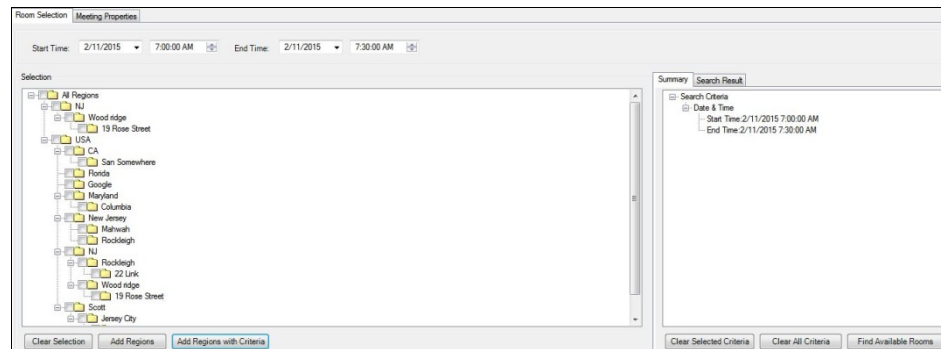 Room Selection Meeting Properties
Start Time: 2/11/2015 7:00:00 AM End Time: 2/11/2015 7:30:00 AM
Selection
All Regions
NJ
Wood ridge
19 Rose Street
USA
CA
San Somewhere
Florida
Google
Maryland
Columbia
New Jersey
Mahwah
Rockleigh
NJ
Rockleigh
22 Link
Wood ridge
19 Rose Street
Scott
Jersey City
Clear Selection Add Regions Add Regions with Criteria
Summary Search Result
Search Criteria
Date & Time
Start Time:2/11/2015 7:00:00 AM
End Time:2/11/2015 7:30:00 AM
Clear Selected Criteria Clear All Criteria Find Available Rooms